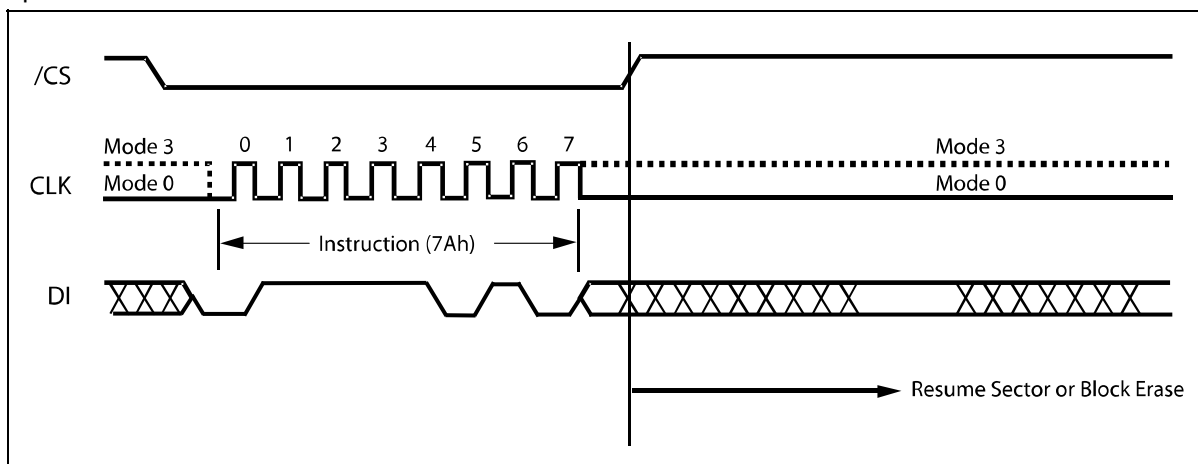 /CS
Mode 3
0 1 2 3 4 5 6 7
Mode 3
CLK
Mode 0
Mode 0
Instruction (7Ah)
DI
Resume Sector or Block Erase